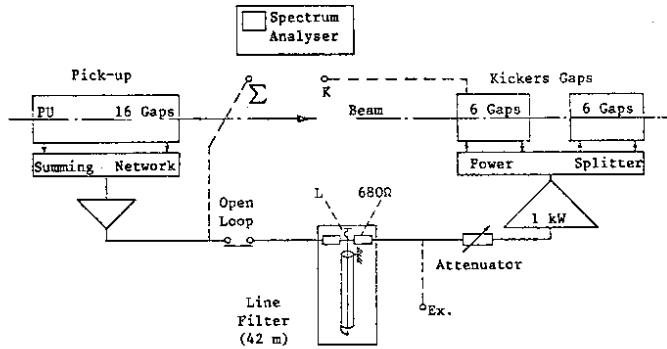 Spectrum
Analyser
Pick-up
Σ
K
Kickers Gaps
PU 16 Gaps
Beam
6 Gaps
6 Gaps
Summing Network
Power Splitter
Open
Loop
L
680Ω
1 kW
Attenuator
Line
Filter
(42 m)
Ex.